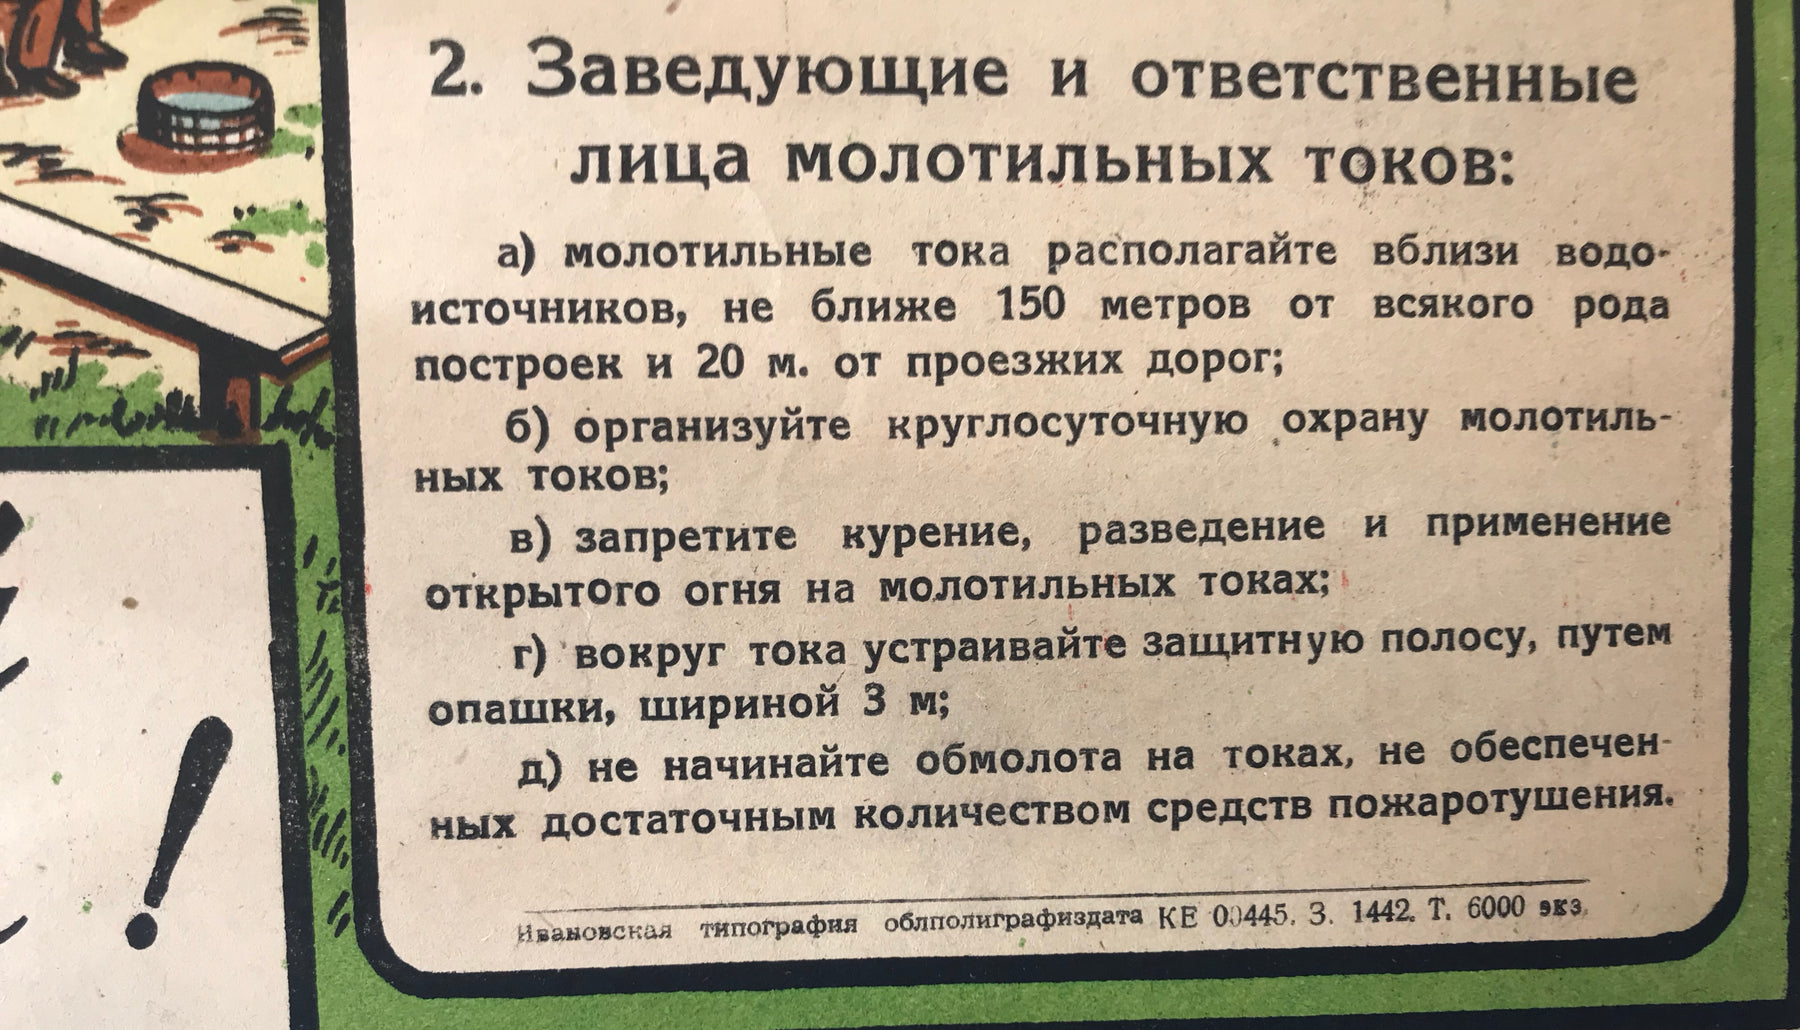 2. Заведующие и ответственные
лица молотильных токов:
а) молотильные тока располагайте вблизи водо-
источников, не ближе 150 метров от всякого рода
построек и 20 м. от проезжих дорог;
б) организуйте круглосуточную охрану молотиль-
ных токов;
в) запретите курение, разведение и применение
открытого огня на молотильных токах;
г) вокруг тока устраивайте защитную полосу, путем
опашки, шириной 3 м;
д) не начинайте обмолота на токах, не обеспечен-
ных достаточным количеством средств пожаротушения.
Ивановская типография облполиграфиздата КЕ 00445. З. 1442. Т. 6000 экз.
!